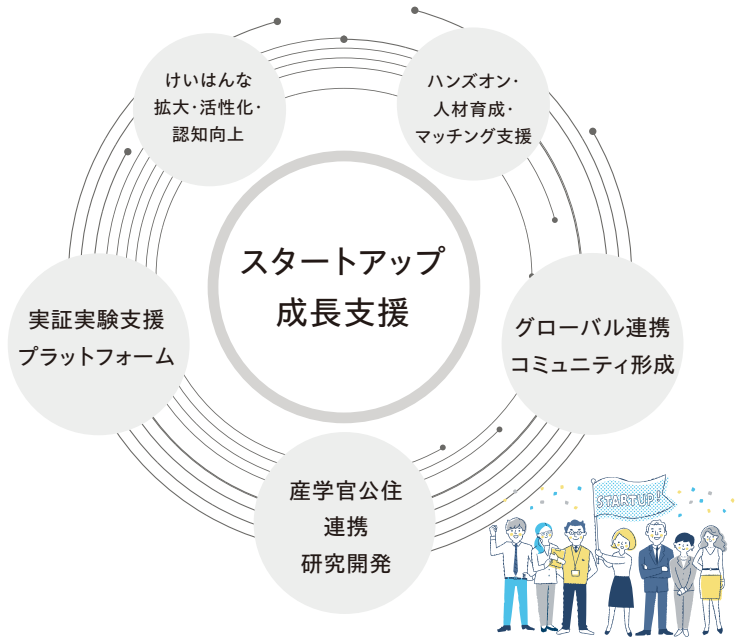 けいはんな
拡大・活性化・
認知向上
ハンズオン・
人材育成・
マッチング支援
スタートアップ
成長支援
実証実験支援
プラットフォーム
グローバル連携
コミュニティ形成
産学官公住
連携
研究開発
STARTUP!